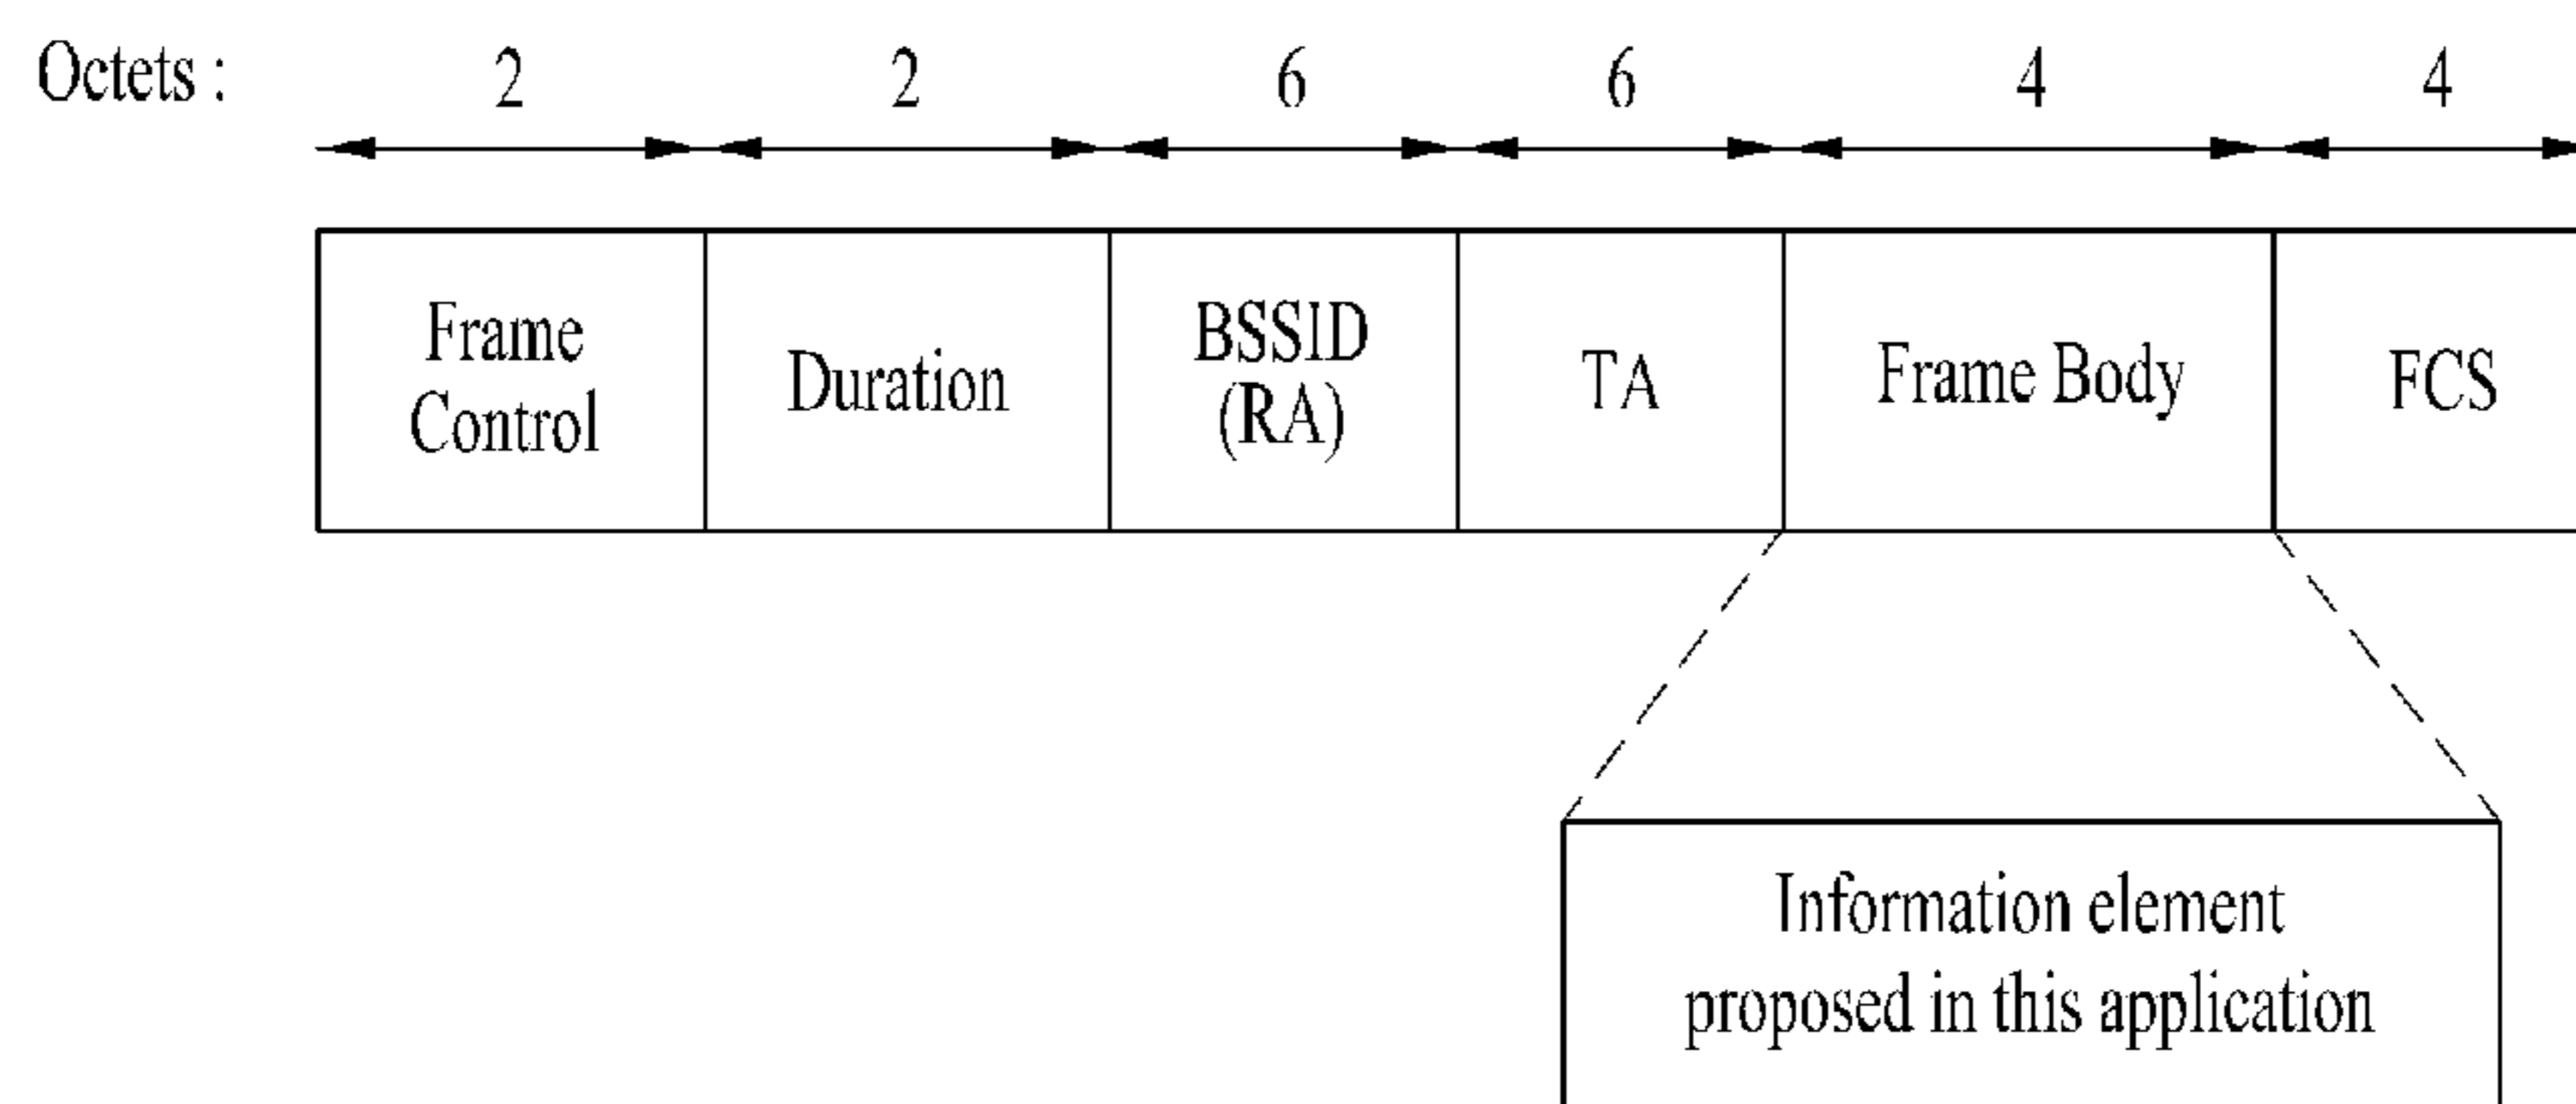 Octets : 2 2 6 6 4 4
Frame
Control
Duration
BSSID
(RA)
TA
Frame Body
FCS
Information element
proposed in this application